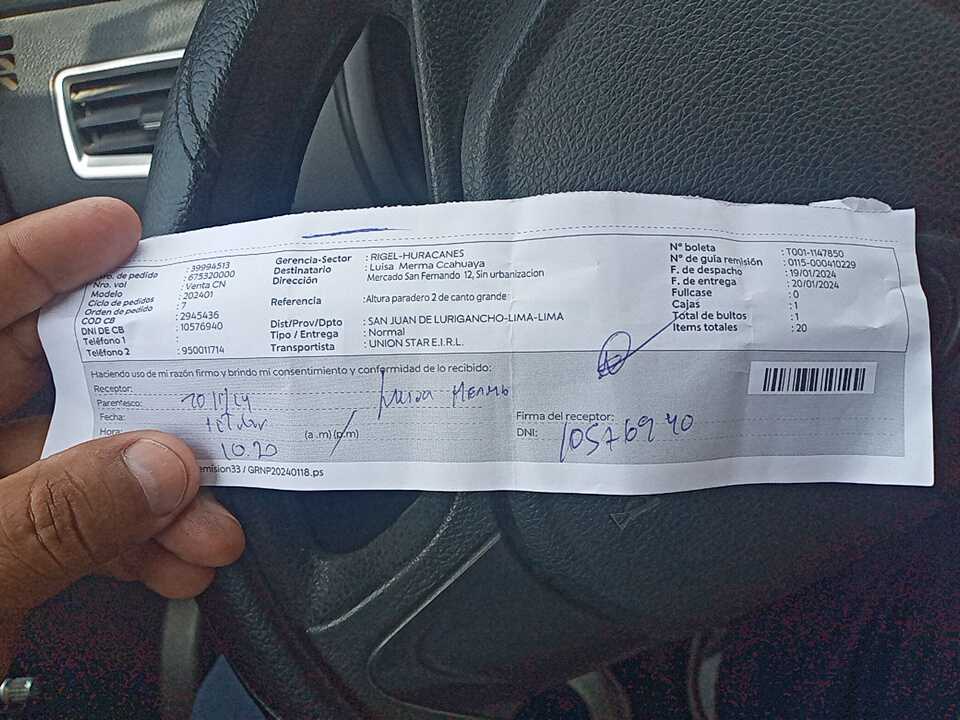 Nro. de pedido : 39994513
Nro. vol : 675320000
Modelo : Venta CN
Ciclo de pedidos : 202401
Orden de pedido : 7
COD CB : 2945436
DNI DE CB : 10576940
Teléfono 1 :
Teléfono 2 : 950011714
Gerencia-Sector : RIGEL-HURACANES
Destinatario : Luisa Merma Ccahuaya
Dirección : Mercado San Fernando 12, Sin urbanizacion
Referencia : Altura paradero 2 de canto grande
Dist/Prov/Dpto : SAN JUAN DE LURIGANCHO-LIMA-LIMA
Tipo / Entrega : Normal
Transportista : UNION STAR E.I.R.L.
N° boleta : T001-1147850
N° de guía remisión : 0115-000410229
F. de despacho : 19/01/2024
F. de entrega : 20/01/2024
Fullcase : 0
Cajas : 1
Total de bultos : 1
Items totales : 20
Haciendo uso de mi razón firmo y brindo mi consentimiento y conformidad de lo recibido:
Receptor: Luisa Merma
Parentesco:
Fecha:
Hora: 10.20 (a.m) (p.m)
Firma del receptor:
DNI: 10576940
emision33 / GRNP20240118.ps